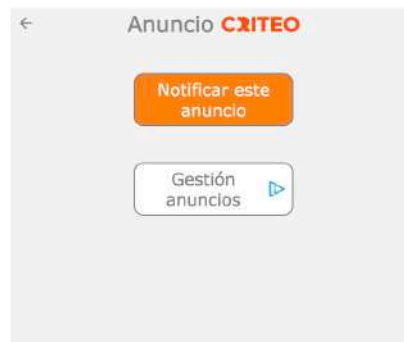 Anuncio CRITEO
Notificar este
anuncio
Gestión
anuncios